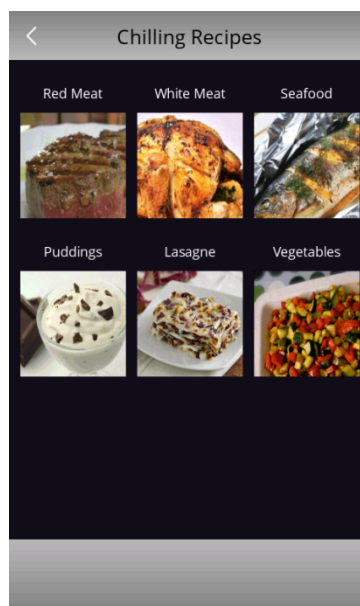 Chilling Recipes
Red Meat White Meat Seafood
Puddings Lasagne Vegetables